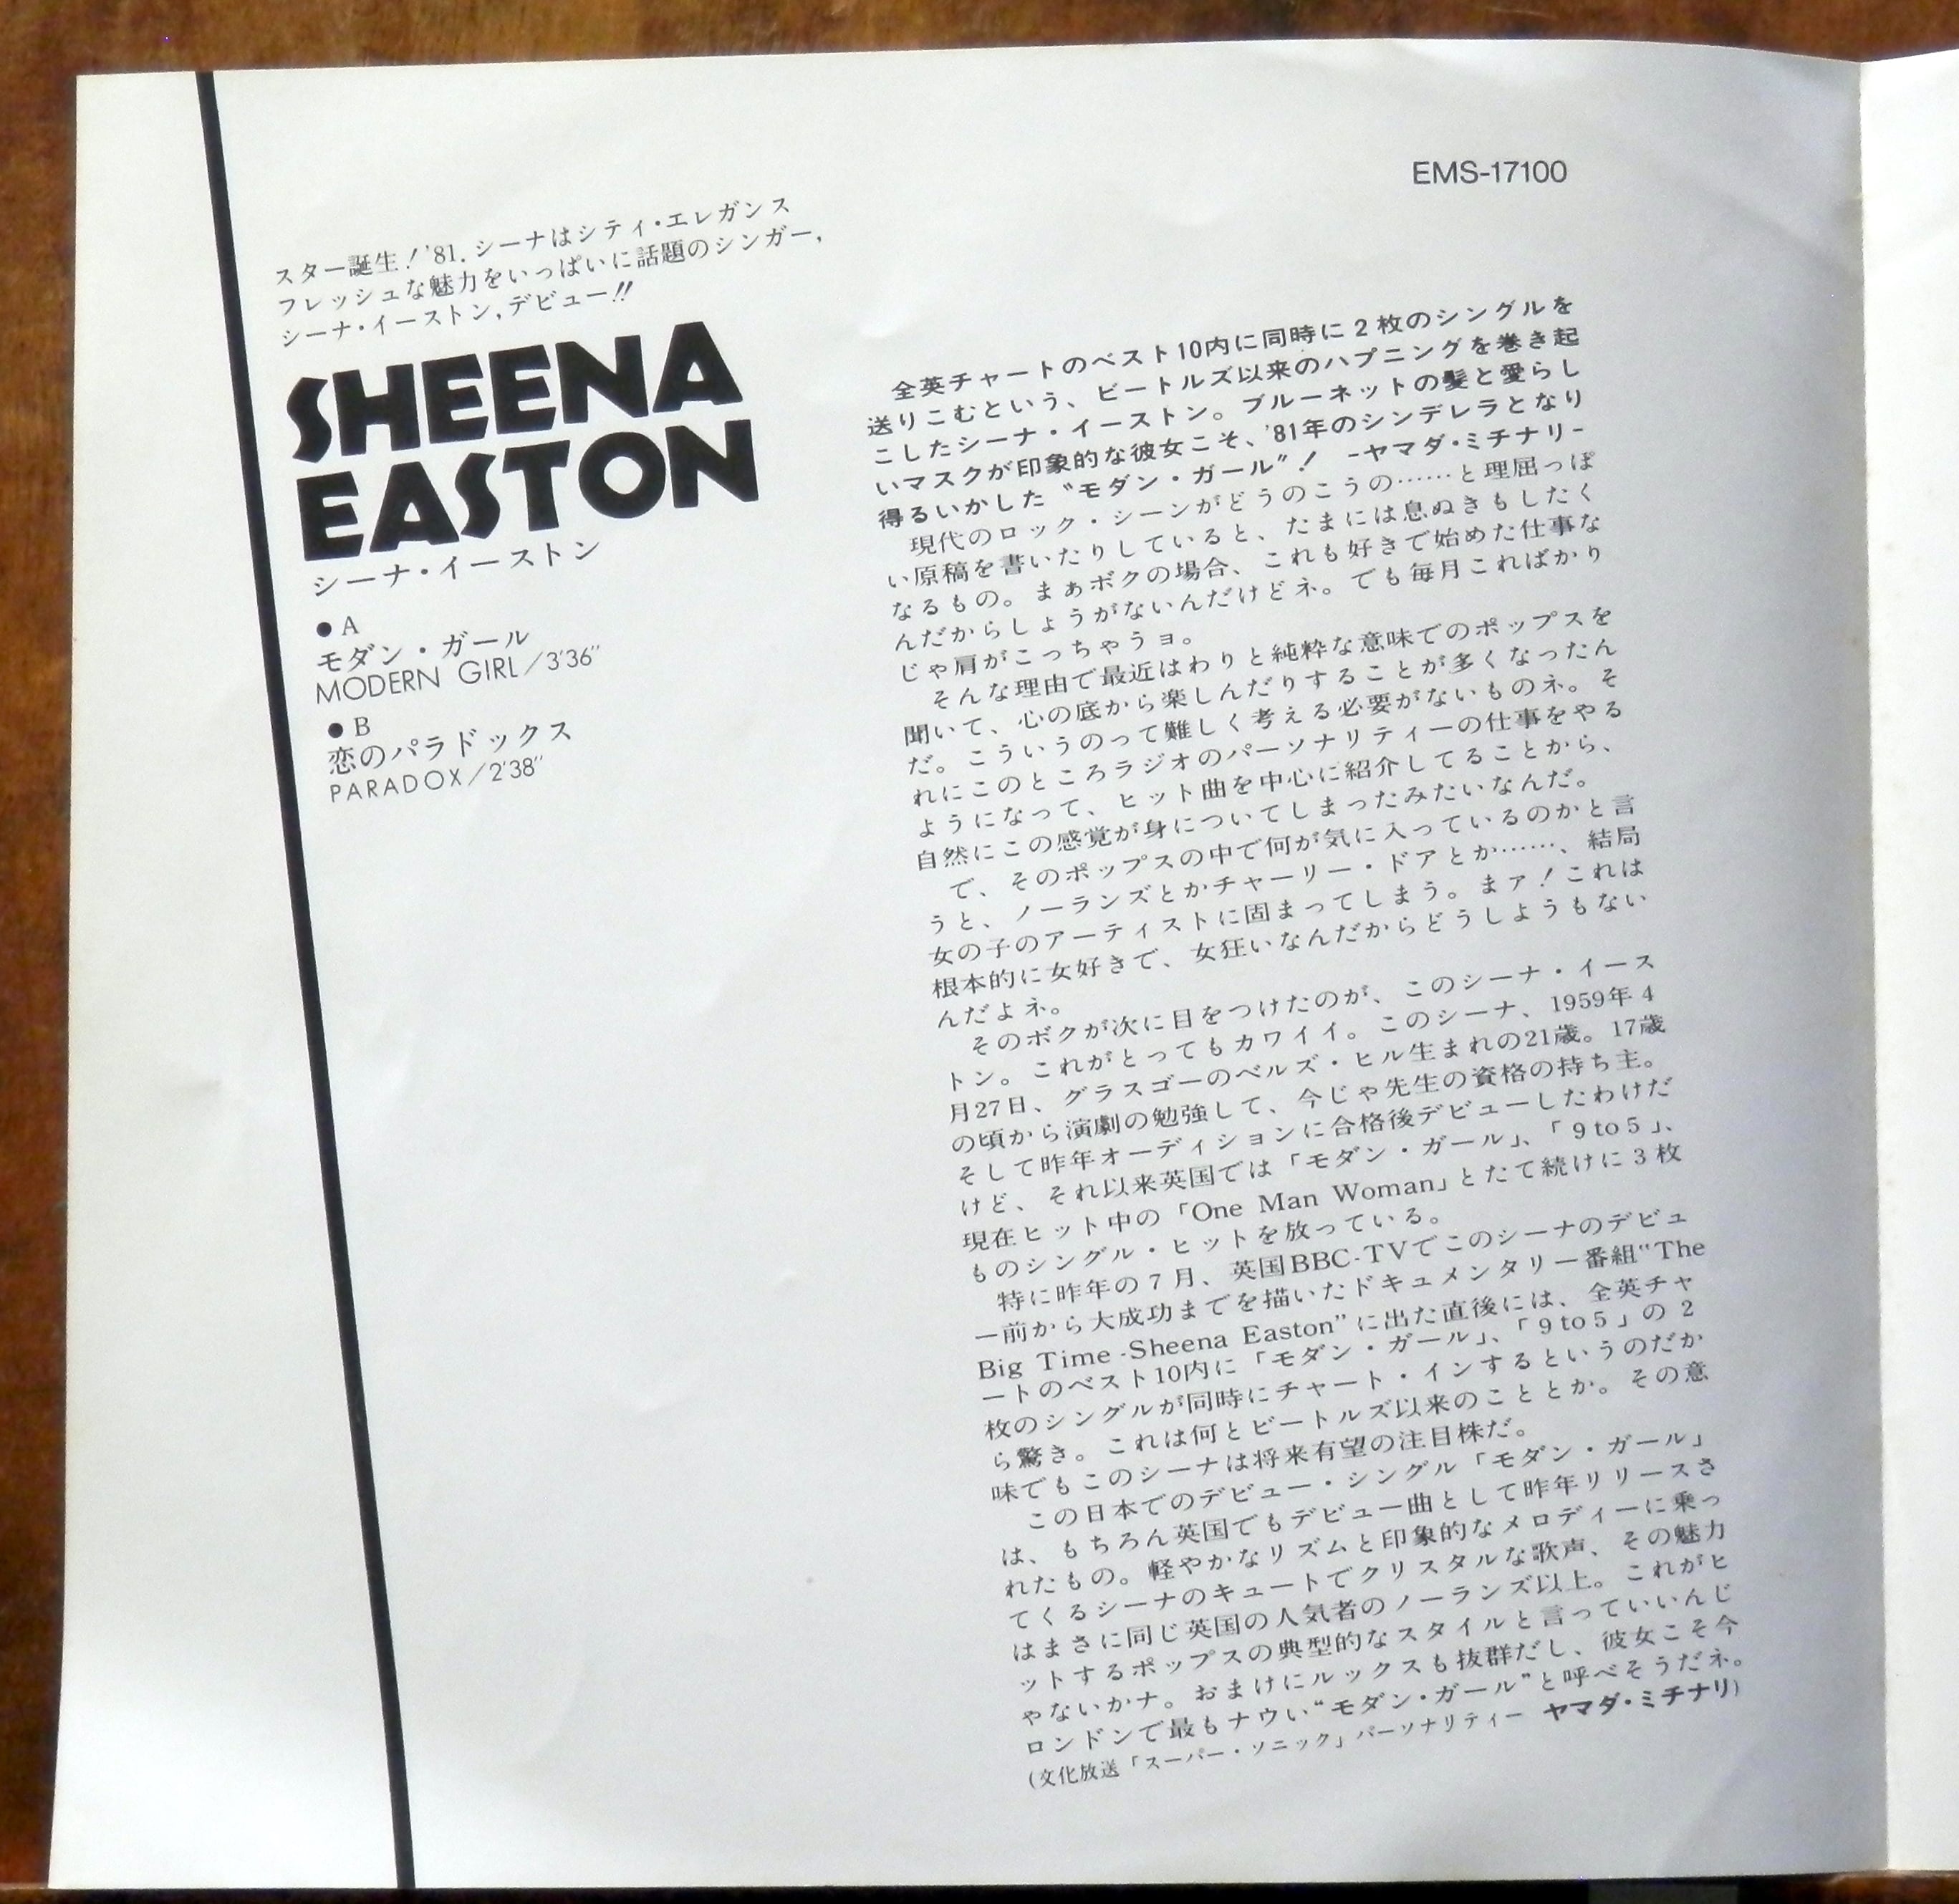 EMS-17100
スター誕生!'81. シーナはシティ・エレガンス
フレッシュな魅力をいっぱいに話題のシンガー,
シーナ・イーストン,デビュー!!
SHEENA
EASTON
シーナ・イーストン
●A
モダン・ガール
MODERN GIRL/3'36"
●B
恋のパラドックス
PARADOX/2'38"
全英チャートのベスト10内に同時に2枚のシングルを
送りこむという、ビートルズ以来のハプニングを巻き起
こしたシーナ・イーストン。ブルーネットの髪と愛らし
いマスクが印象的な彼女こそ、'81年のシンデレラとなり
得るいかした〝モダン・ガール〟! -ヤマダ・ミチナリ-
現代のロック・シーンがどうのこうの……と理屈っぽ
い原稿を書いたりしていると、たまには息ぬきもしたく
なるもの。まぁボクの場合、これも好きで始めた仕事な
んだからしょうがないんだけどネ。でも毎月こればかり
じゃ肩がこっちゃうョ。
そんな理由で最近はわりと純粋な意味でのポップスを
聞いて、心の底から楽しんだりすることが多くなったん
だ。こういうのって難しく考える必要がないものネ。そ
れにこのところラジオのパーソナリティーの仕事をやる
ようになって、ヒット曲を中心に紹介してることから、
自然にこの感覚が身についてしまったみたいなんだ。
で、そのポップスの中で何が気に入っているのかと言
うと、ノーランズとかチャーリー・ドアとか……、結局
女の子のアーティストに固まってしまう。まァ!これは
根本的に女好きで、女狂いなんだからどうしようもない
んだよネ。
そのボクが次に目をつけたのが、このシーナ・イース
トン。これがとってもカワイイ。このシーナ、1959年4
月27日、グラスゴーのベルズ・ヒル生まれの21歳。17歳
の頃から演劇の勉強して、今じゃ先生の資格の持ち主。
そして昨年オーディションに合格後デビューしたわけだ
けど、それ以来英国では「モダン・ガール」、「9 to 5」、
現在ヒット中の「One Man Woman」とたて続けに3枚
ものシングル・ヒットを放っている。
特に昨年の7月、英国BBC-TVでこのシーナのデビュ
ー前から大成功までを描いたドキュメンタリー番組“The
Big Time -Sheena Easton”に出た直後には、全英チャ
ートのベスト10内に「モダン・ガール」、「9 to 5」の2
枚のシングルが同時にチャート・インするというのだか
ら驚き。これは何とビートルズ以来のこととか。その意
味でもこのシーナは将来有望の注目株だ。
この日本でのデビュー・シングル「モダン・ガール」
は、もちろん英国でもデビュー曲として昨年リリースさ
れたもの。軽やかなリズムと印象的なメロディーに乗っ
てくるシーナのキュートでクリスタルな歌声、その魅力
はまさに同じ英国の人気者のノーランズ以上。これがヒ
ットするポップスの典型的なスタイルと言っていいんじ
ゃないかナ。おまけにルックスも抜群だし、彼女こそ今
ロンドンで最もナウい“モダン・ガール”と呼べそうだネ。
(文化放送「スーパー・ソニック」パーソナリティー ヤマダ・ミチナリ)